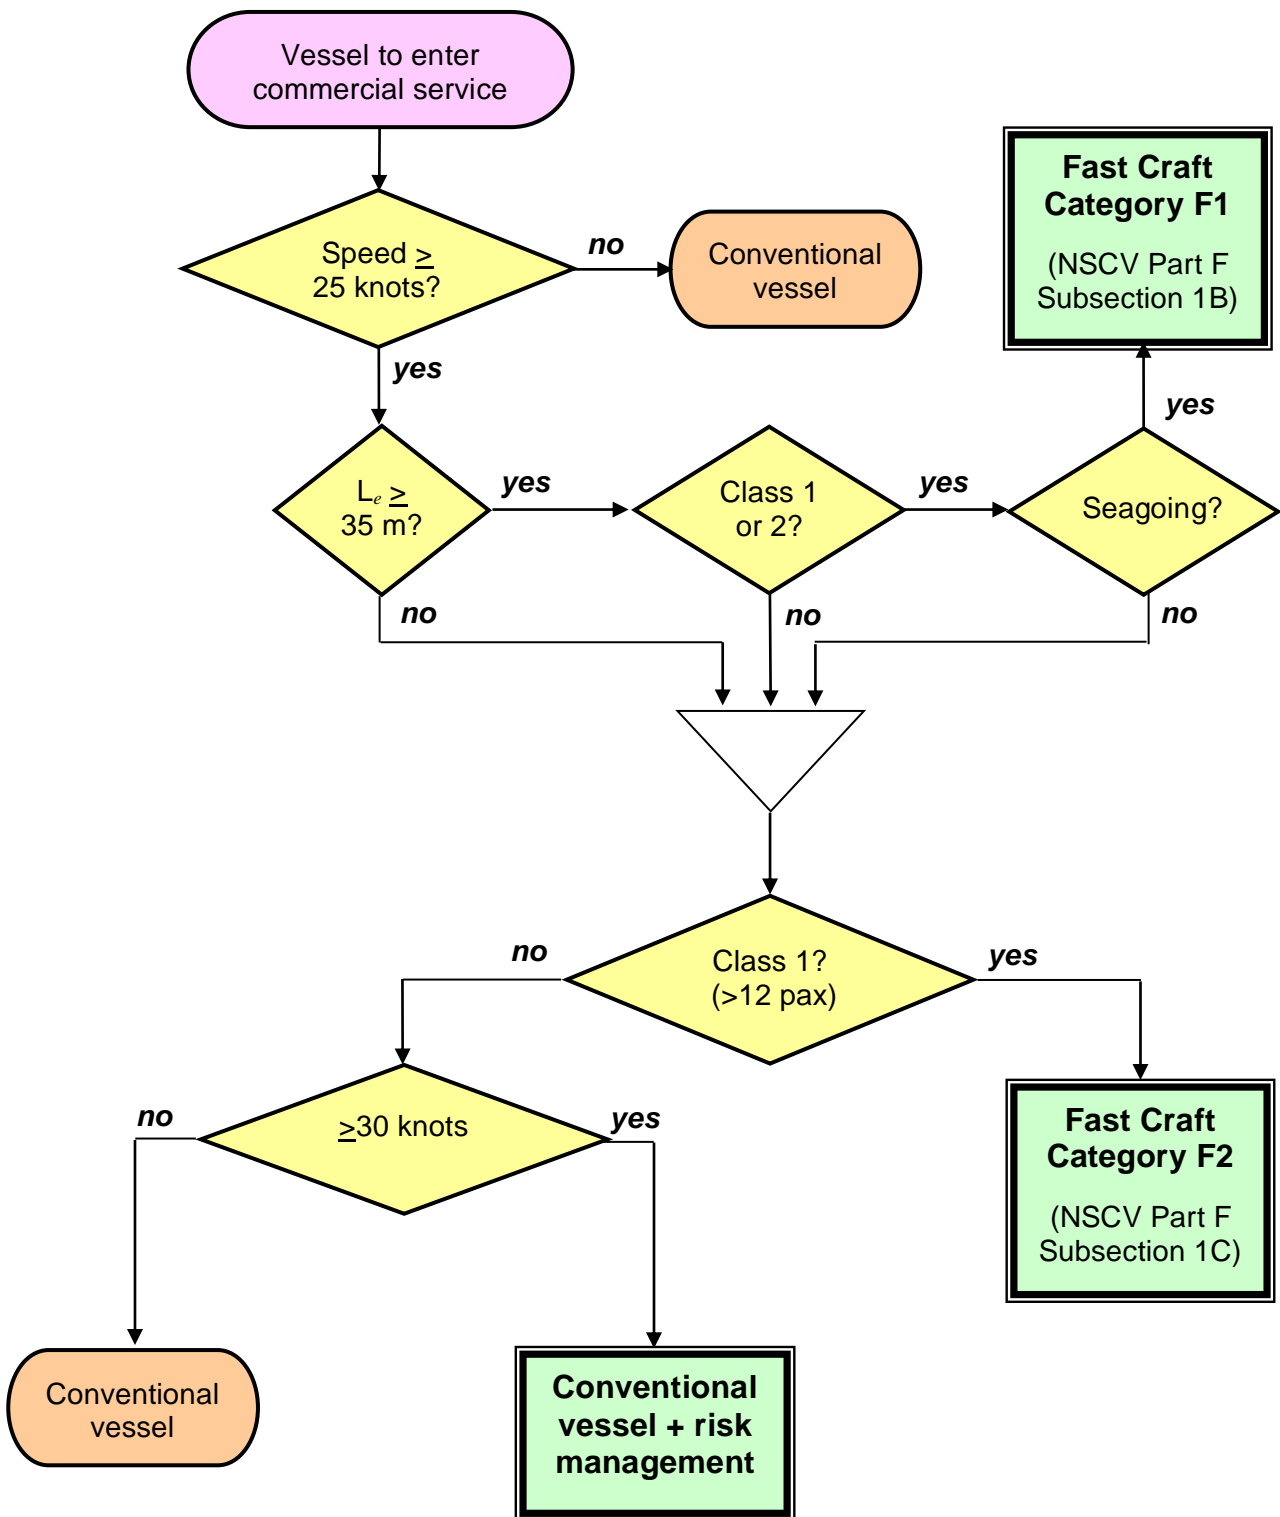 Vessel to enter
commercial service
Fast Craft
Category F1
(NSCV Part F
Subsection 1B)
Speed ≥
25 knots?
no
Conventional
vessel
yes
yes
Le ≥
35 m?
yes
Class 1
or 2?
yes
Seagoing?
no
no
no
no
Class 1?
(>12 pax)
yes
no
≥30 knots
yes
Fast Craft
Category F2
(NSCV Part F
Subsection 1C)
Conventional
vessel
Conventional
vessel + risk
management